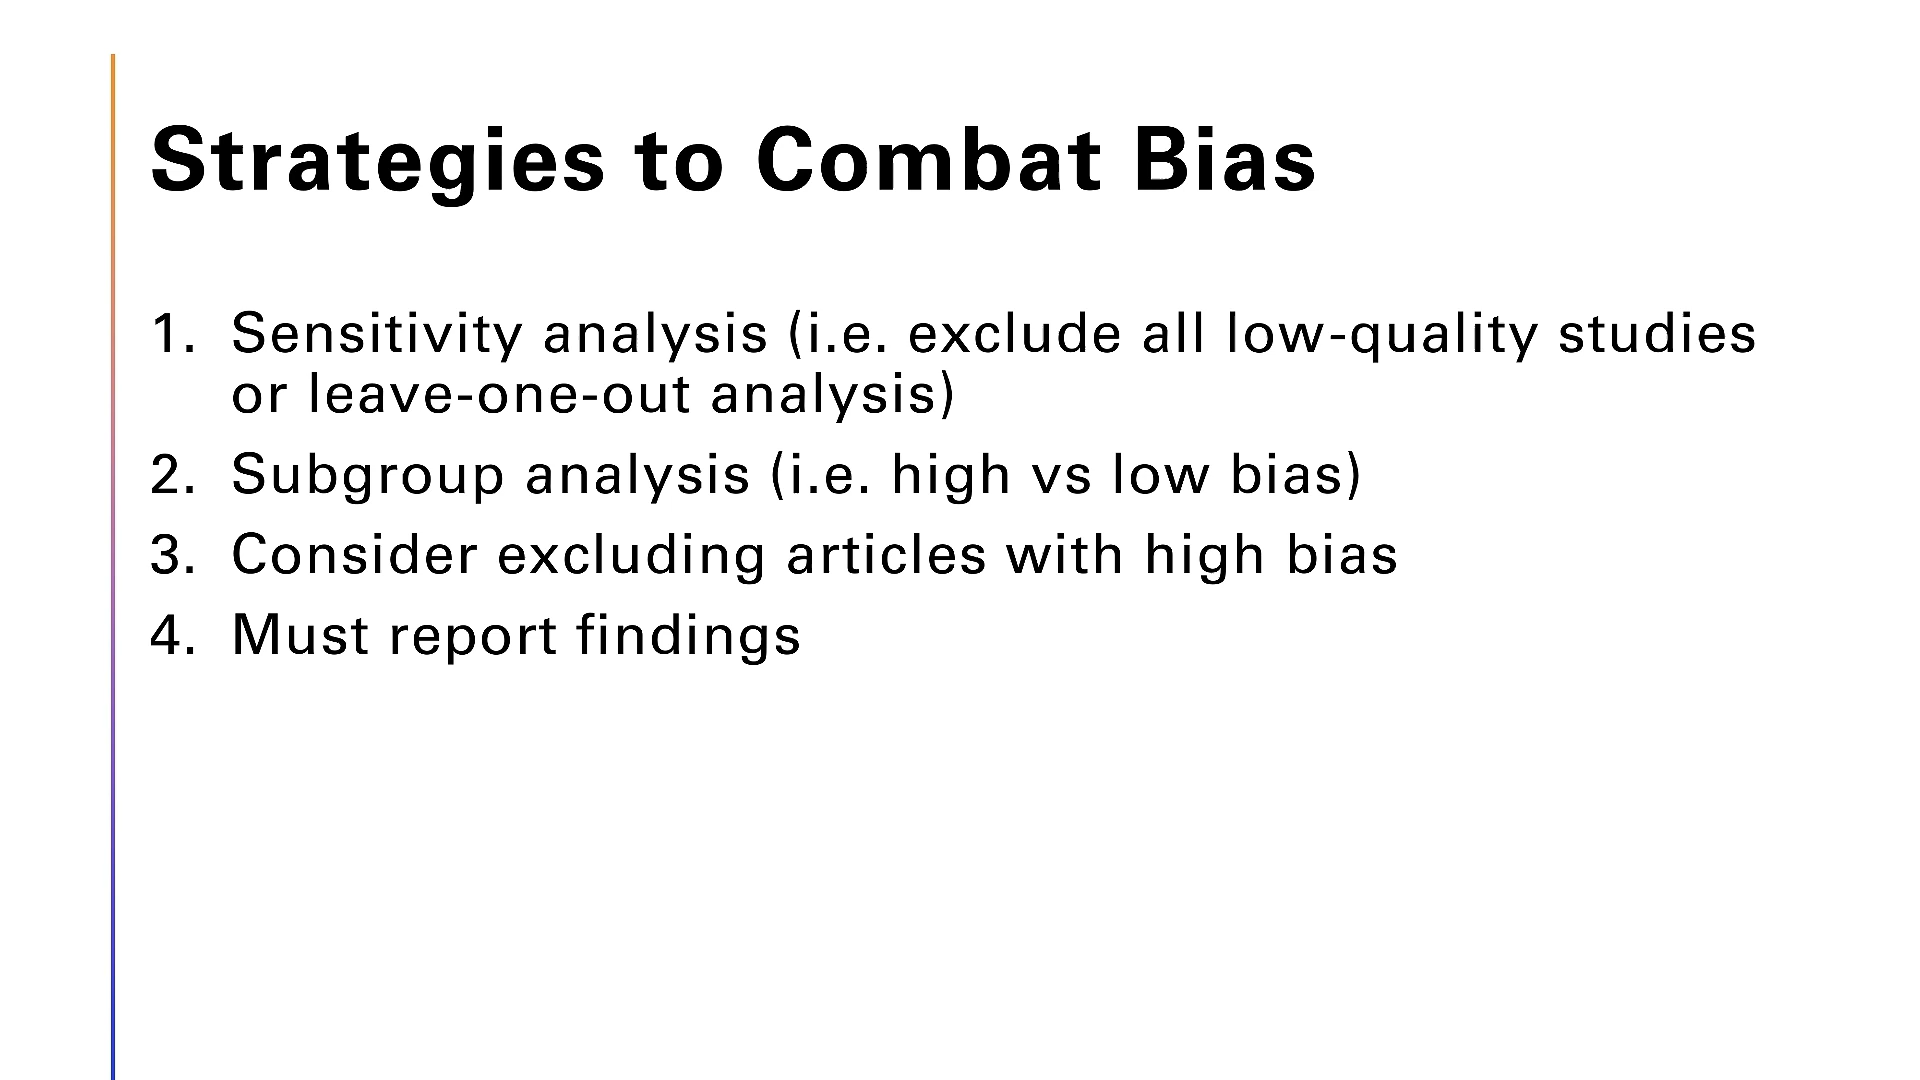 Strategies to Combat Bias
1. Sensitivity analysis (i.e. exclude all low-quality studies
or leave-one-out analysis)
2. Subgroup analysis (i.e. high vs low bias)
3. Consider excluding articles with high bias
4. Must report findings